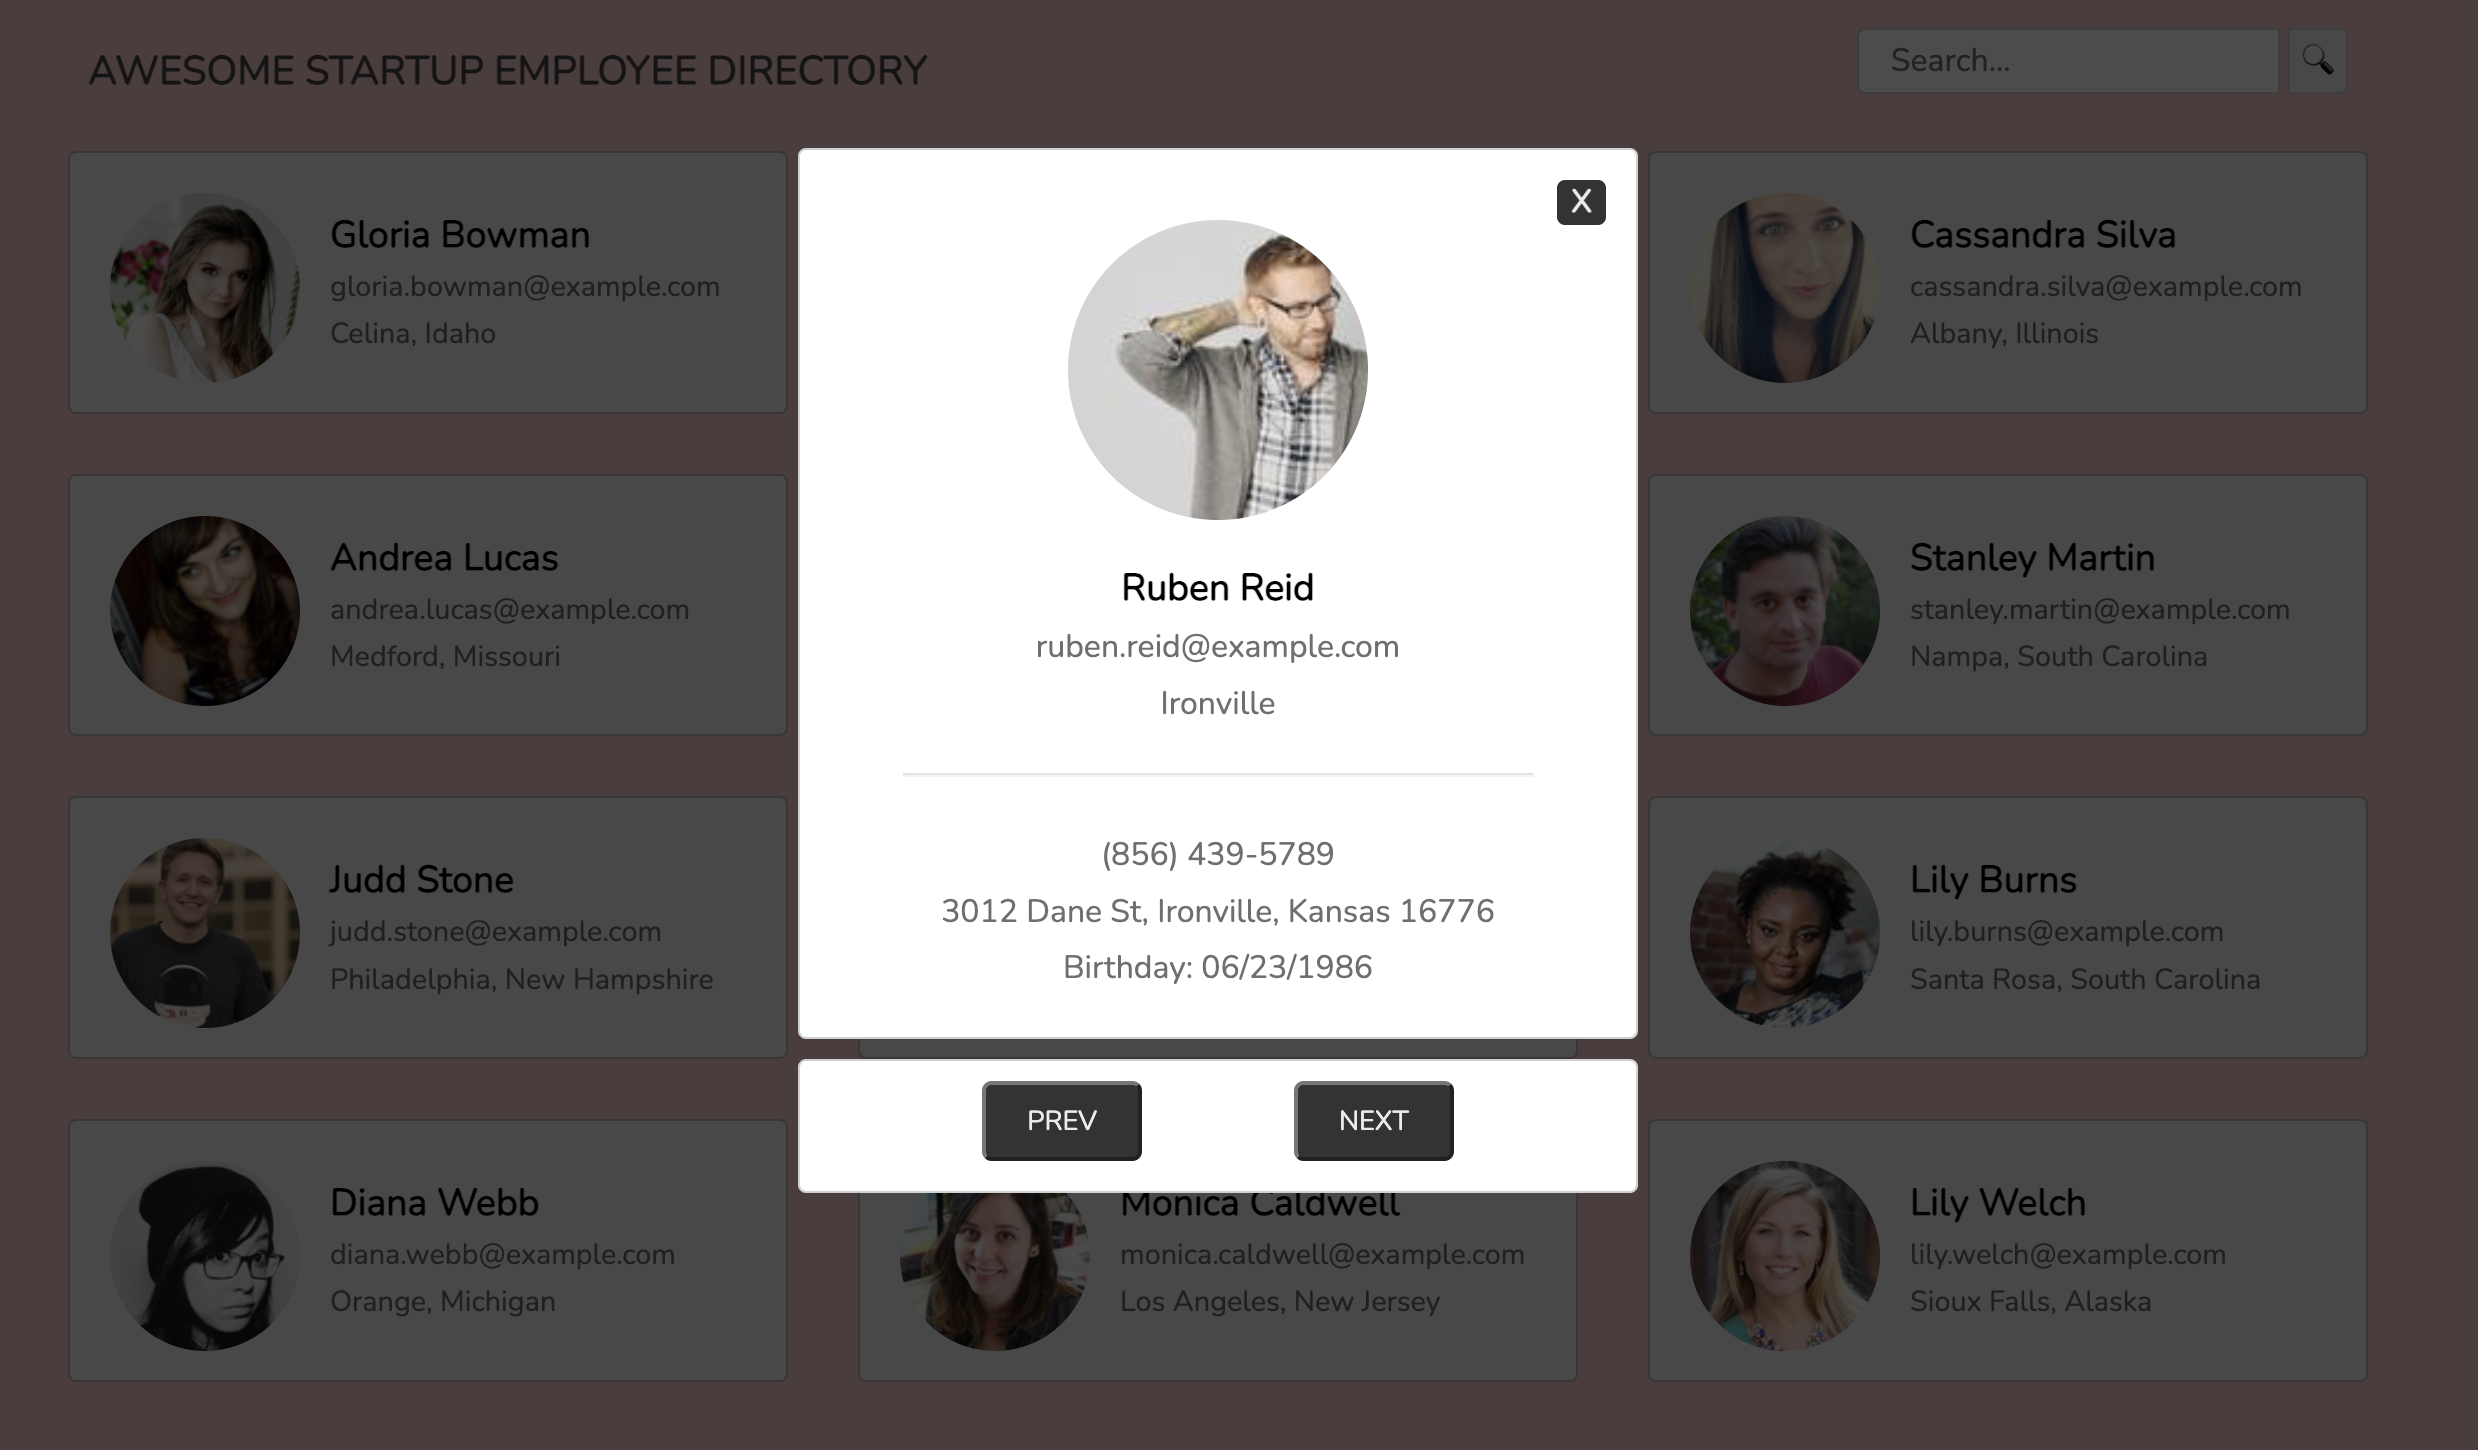 AWESOME STARTUP EMPLOYEE DIRECTORY
Search...
X
Gloria Bowman
gloria.bowman@example.com
Celina, Idaho
Cassandra Silva
cassandra.silva@example.com
Albany, Illinois
Ruben Reid
ruben.reid@example.com
Ironville
(856) 439-5789
3012 Dane St, Ironville, Kansas 16776
Birthday: 06/23/1986
PREV
NEXT
Andrea Lucas
andrea.lucas@example.com
Medford, Missouri
Stanley Martin
stanley.martin@example.com
Nampa, South Carolina
Judd Stone
judd.stone@example.com
Philadelphia, New Hampshire
Lily Burns
lily.burns@example.com
Santa Rosa, South Carolina
Diana Webb
diana.webb@example.com
Orange, Michigan
Monica Caldwell
monica.caldwell@example.com
Los Angeles, New Jersey
Lily Welch
lily.welch@example.com
Sioux Falls, Alaska